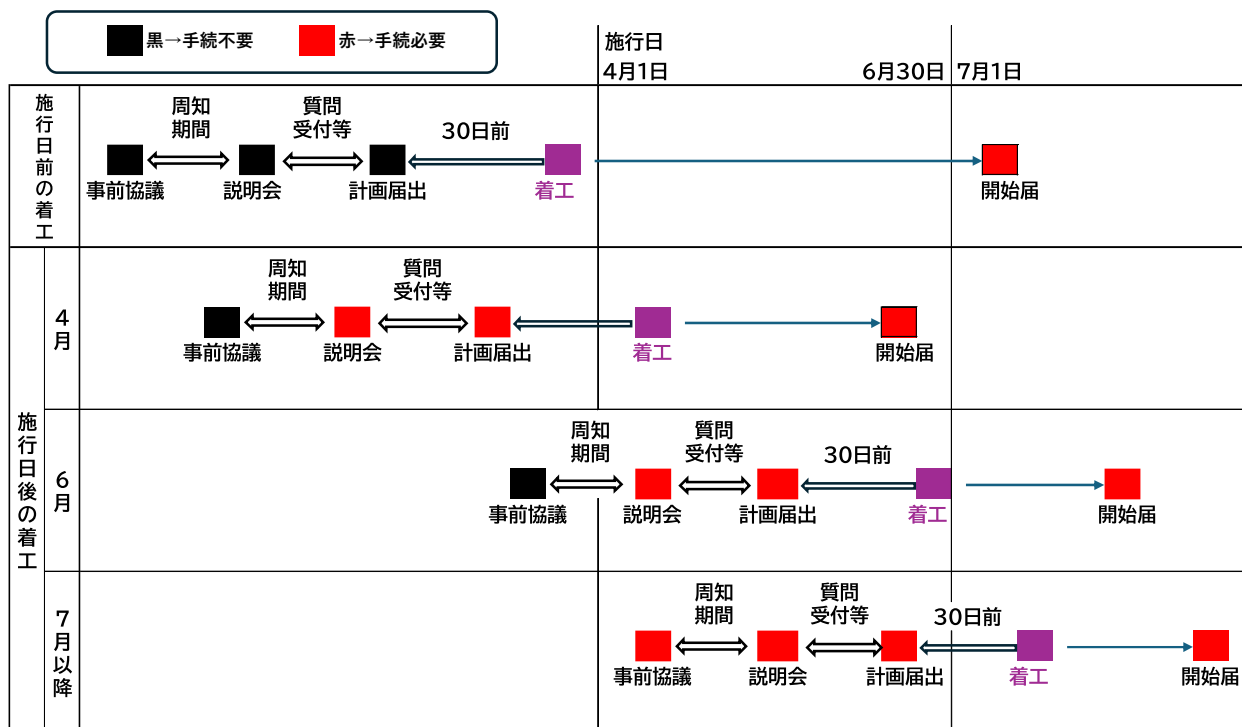 黒→手続不要
赤→手続必要
施行日
4月1日
6月30日
7月1日
施行日前の着工
周知
期間
質問
受付等
30日前
事前協議
説明会
計画届出
着工
開始届
施行日後の着工
4月
周知
期間
質問
受付等
事前協議
説明会
計画届出
着工
開始届
6月
周知
期間
質問
受付等
30日前
事前協議
説明会
計画届出
着工
開始届
7月以降
周知
期間
質問
受付等
30日前
事前協議
説明会
計画届出
着工
開始届